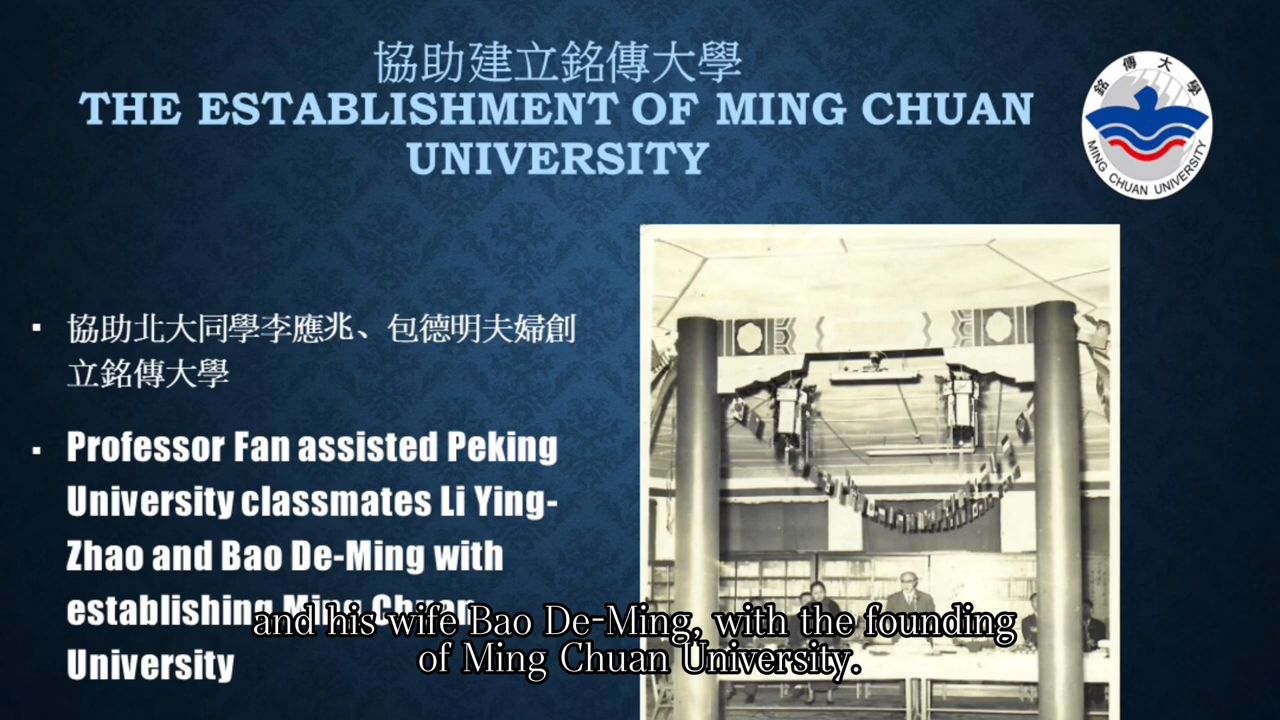 協助建立銘傳大學
THE ESTABLISHMENT OF MING CHUAN
UNIVERSITY
銘傳大學
MING CHUAN UNIVERSITY
▪ 協助北大同學李應兆、包德明夫婦創
立銘傳大學
▪ Professor Fan assisted Peking
University classmates Li Ying-
Zhao and Bao De-Ming with
establishing Ming Chuan
University
and his wife Bao De-Ming, with the founding
of Ming Chuan University.